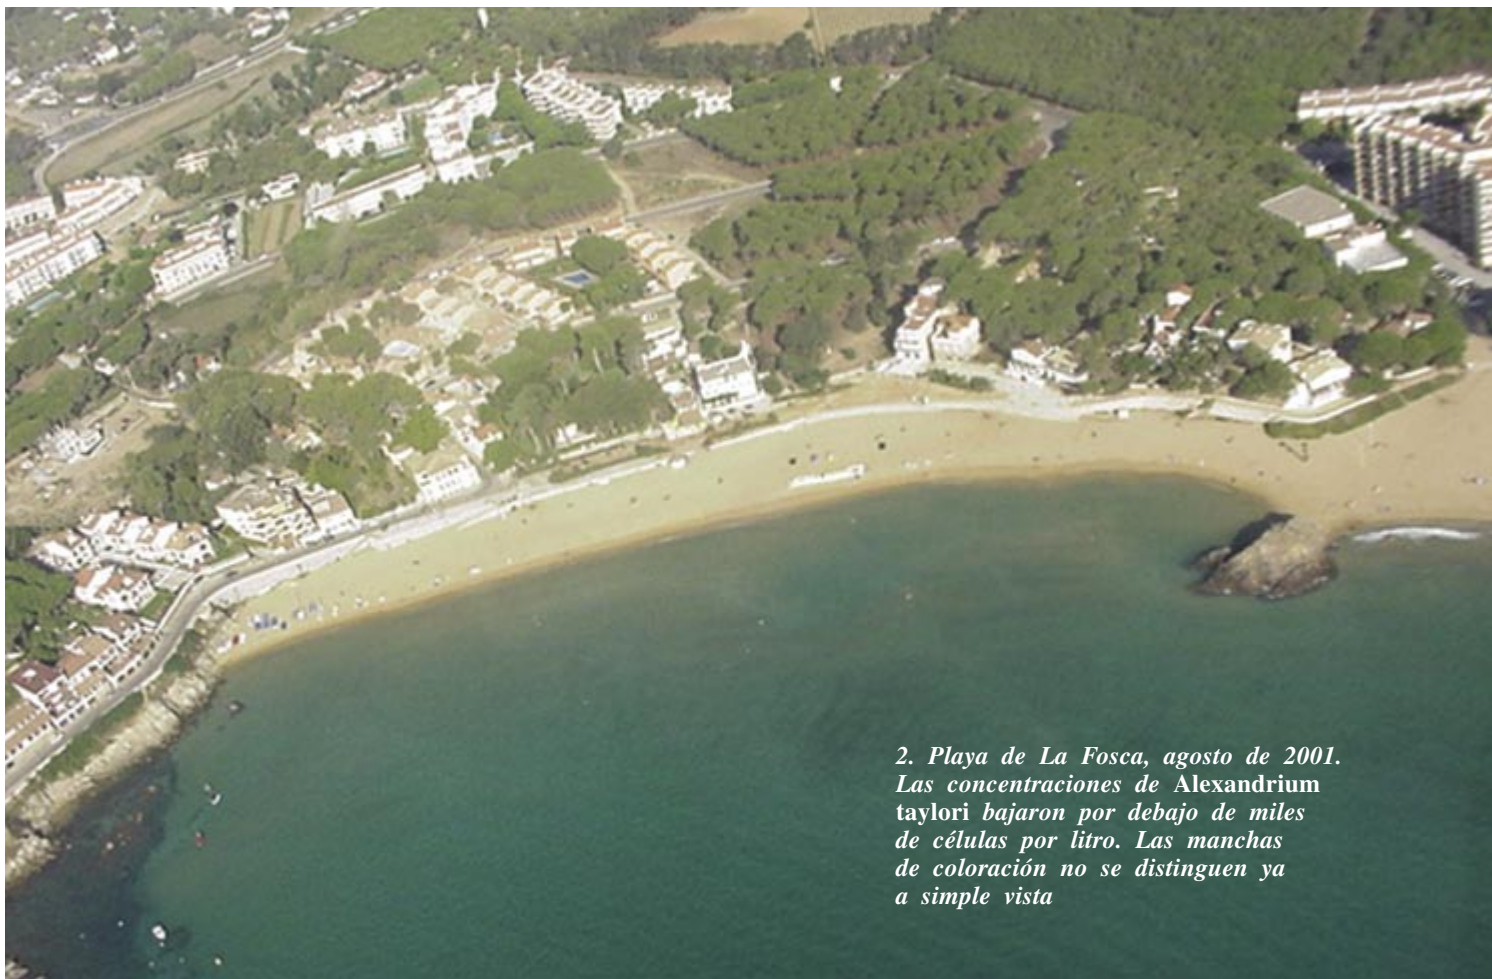 2. Playa de La Fosca, agosto de 2001.
Las concentraciones de Alexandrium
taylori bajaron por debajo de miles
de células por litro. Las manchas
de coloración no se distinguen ya
a simple vista